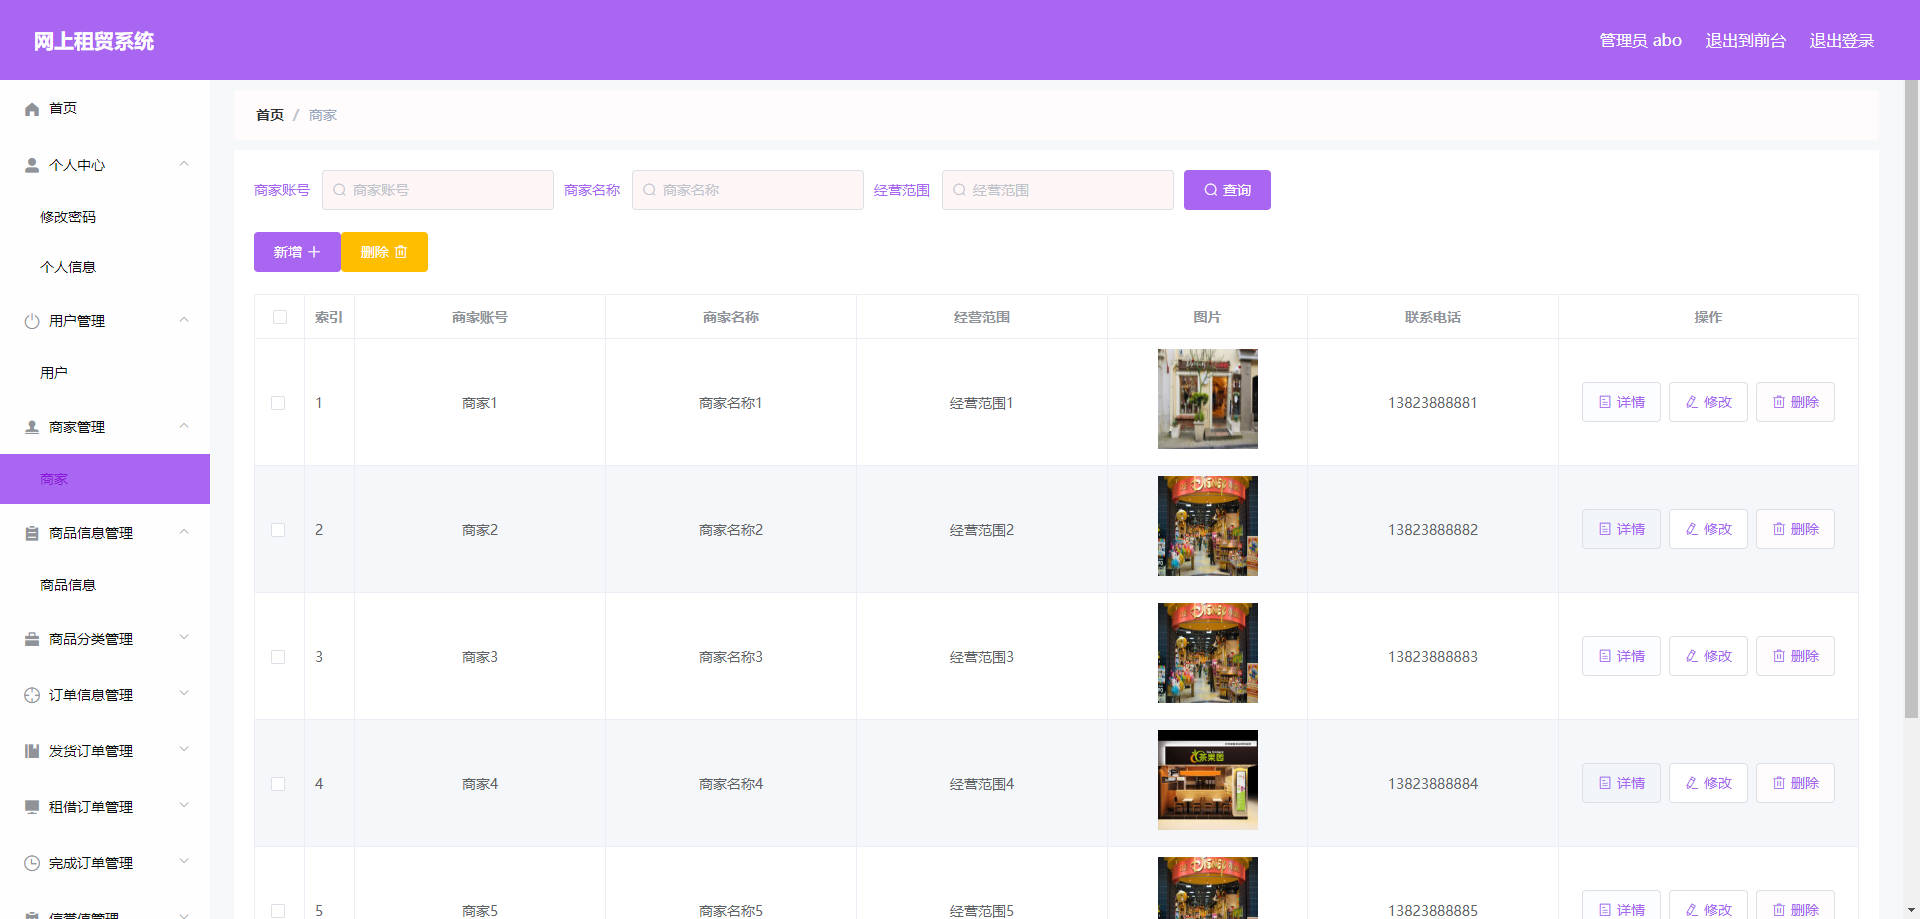 网上租贸系统
管理员 abo 退出到前台 退出登录
首页
个人中心
修改密码
个人信息
用户管理
用户
商家管理
商家
商品信息管理
商品信息
商品分类管理
订单信息管理
发货订单管理
租借订单管理
完成订单管理
首页 / 商家
商家账号 商家账号 商家名称 商家名称 经营范围 经营范围 查询
新增 删除
索引 商家账号 商家名称 经营范围 图片 联系电话 操作
1 商家1 商家名称1 经营范围1 13823888881 详情 修改 删除
2 商家2 商家名称2 经营范围2 13823888882 详情 修改 删除
3 商家3 商家名称3 经营范围3 13823888883 详情 修改 删除
茶果园
4 商家4 商家名称4 经营范围4 13823888884 详情 修改 删除
5 商家5 商家名称5 经营范围5 13823888885 详情 修改 删除